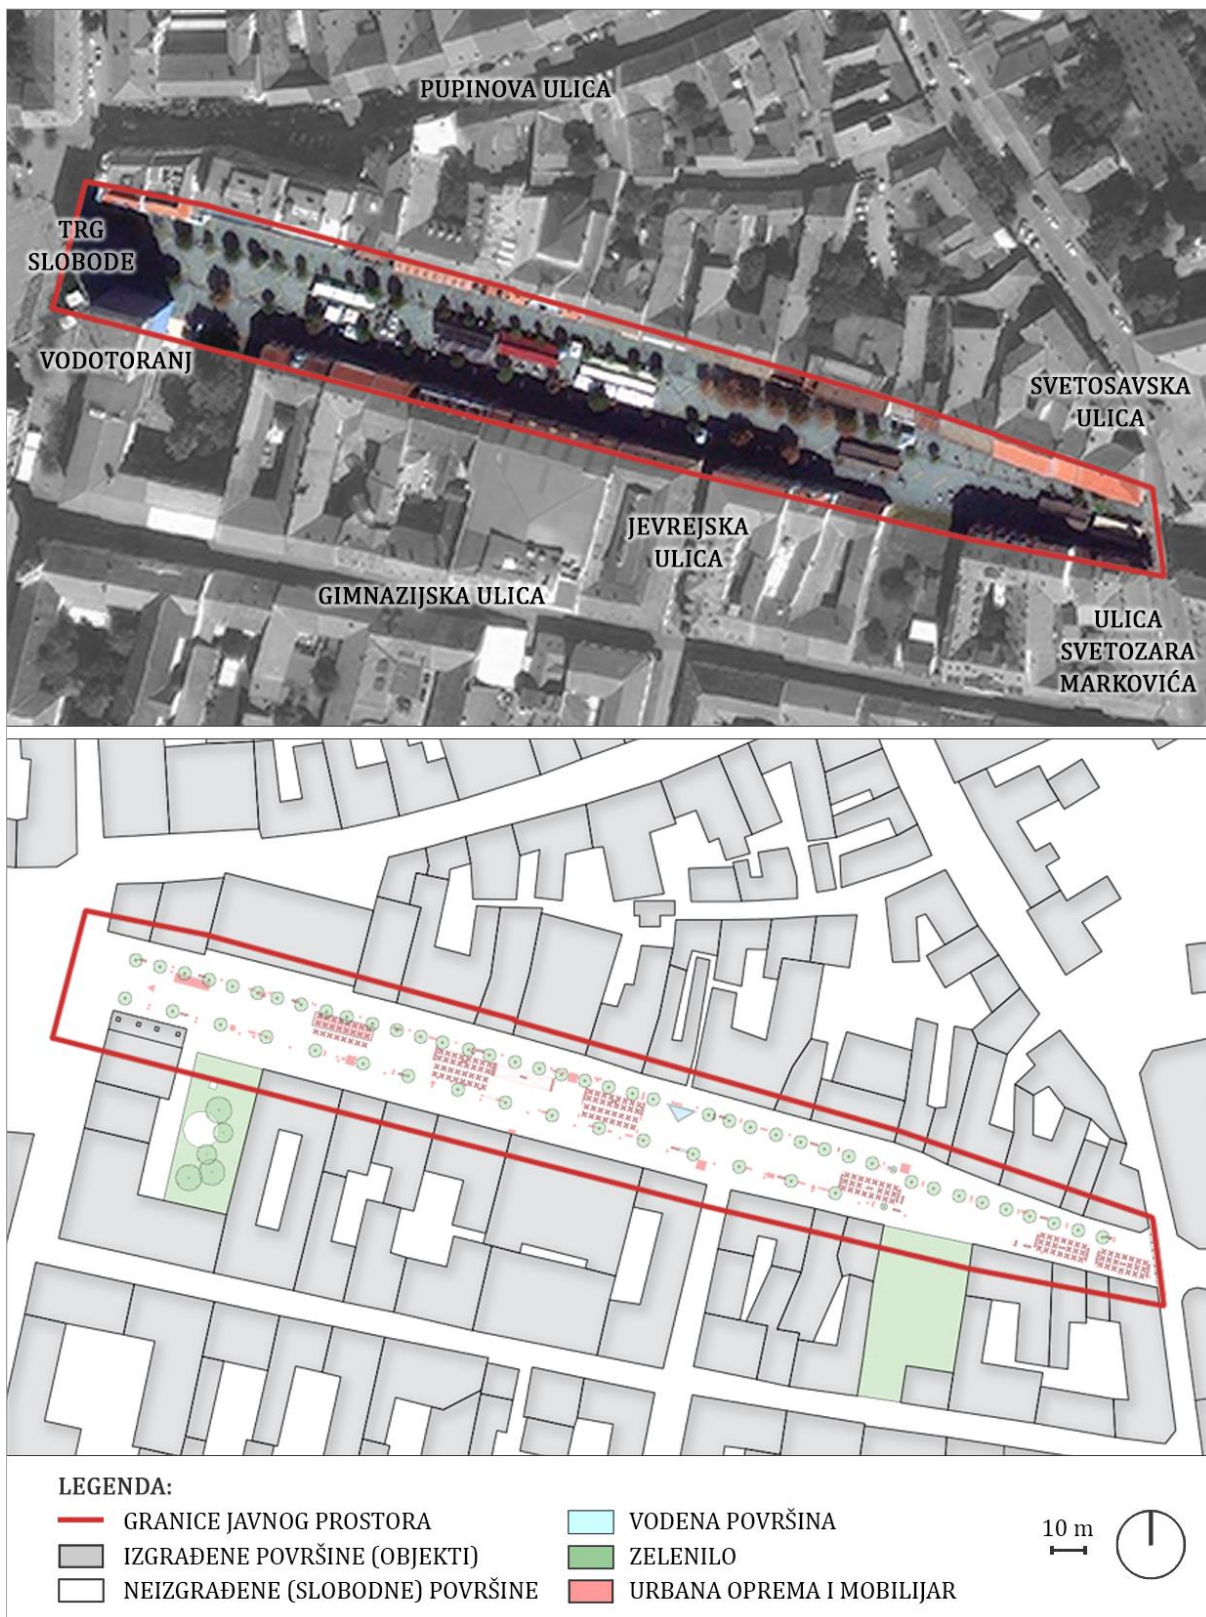 PUPINOVA ULICA
TRG
SLOBODE
VODOTORANJ
SVETOSAVSKA
ULICA
JEVREJSKA
ULICA
GIMNAZIJSKA ULICA
ULICA
SVETOZARA
MARKOVIĆA
LEGENDA:
GRANICE JAVNOG PROSTORA
IZGRAĐENE POVRŠINE (OBJEKTI)
NEIZGRAĐENE (SLOBODNE) POVRŠINE
VODENA POVRŠINA
ZELENILO
URBANA OPREMA I MOBILIJAR
10 m